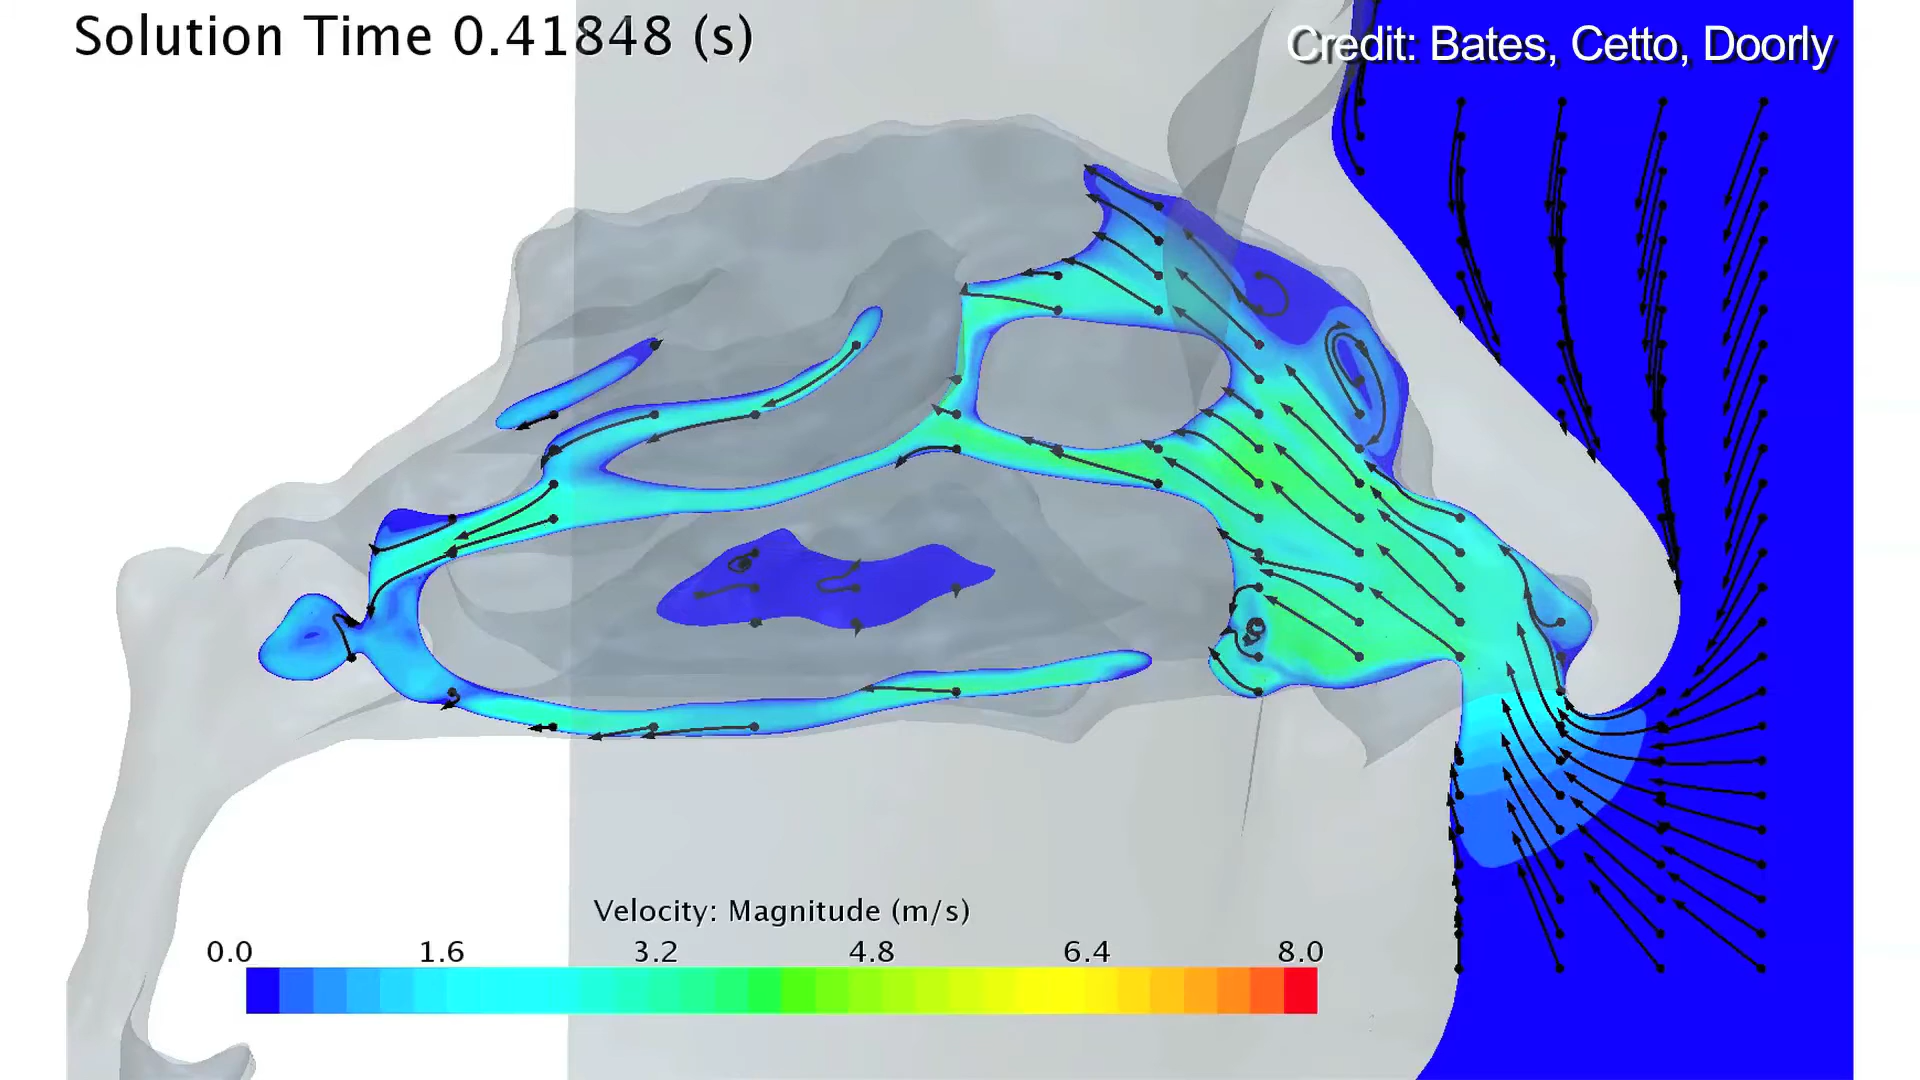 Solution Time 0.41848 (s)
Credit: Bates, Cetto, Doorly
Velocity: Magnitude (m/s)
0.0 1.6 3.2 4.8 6.4 8.0